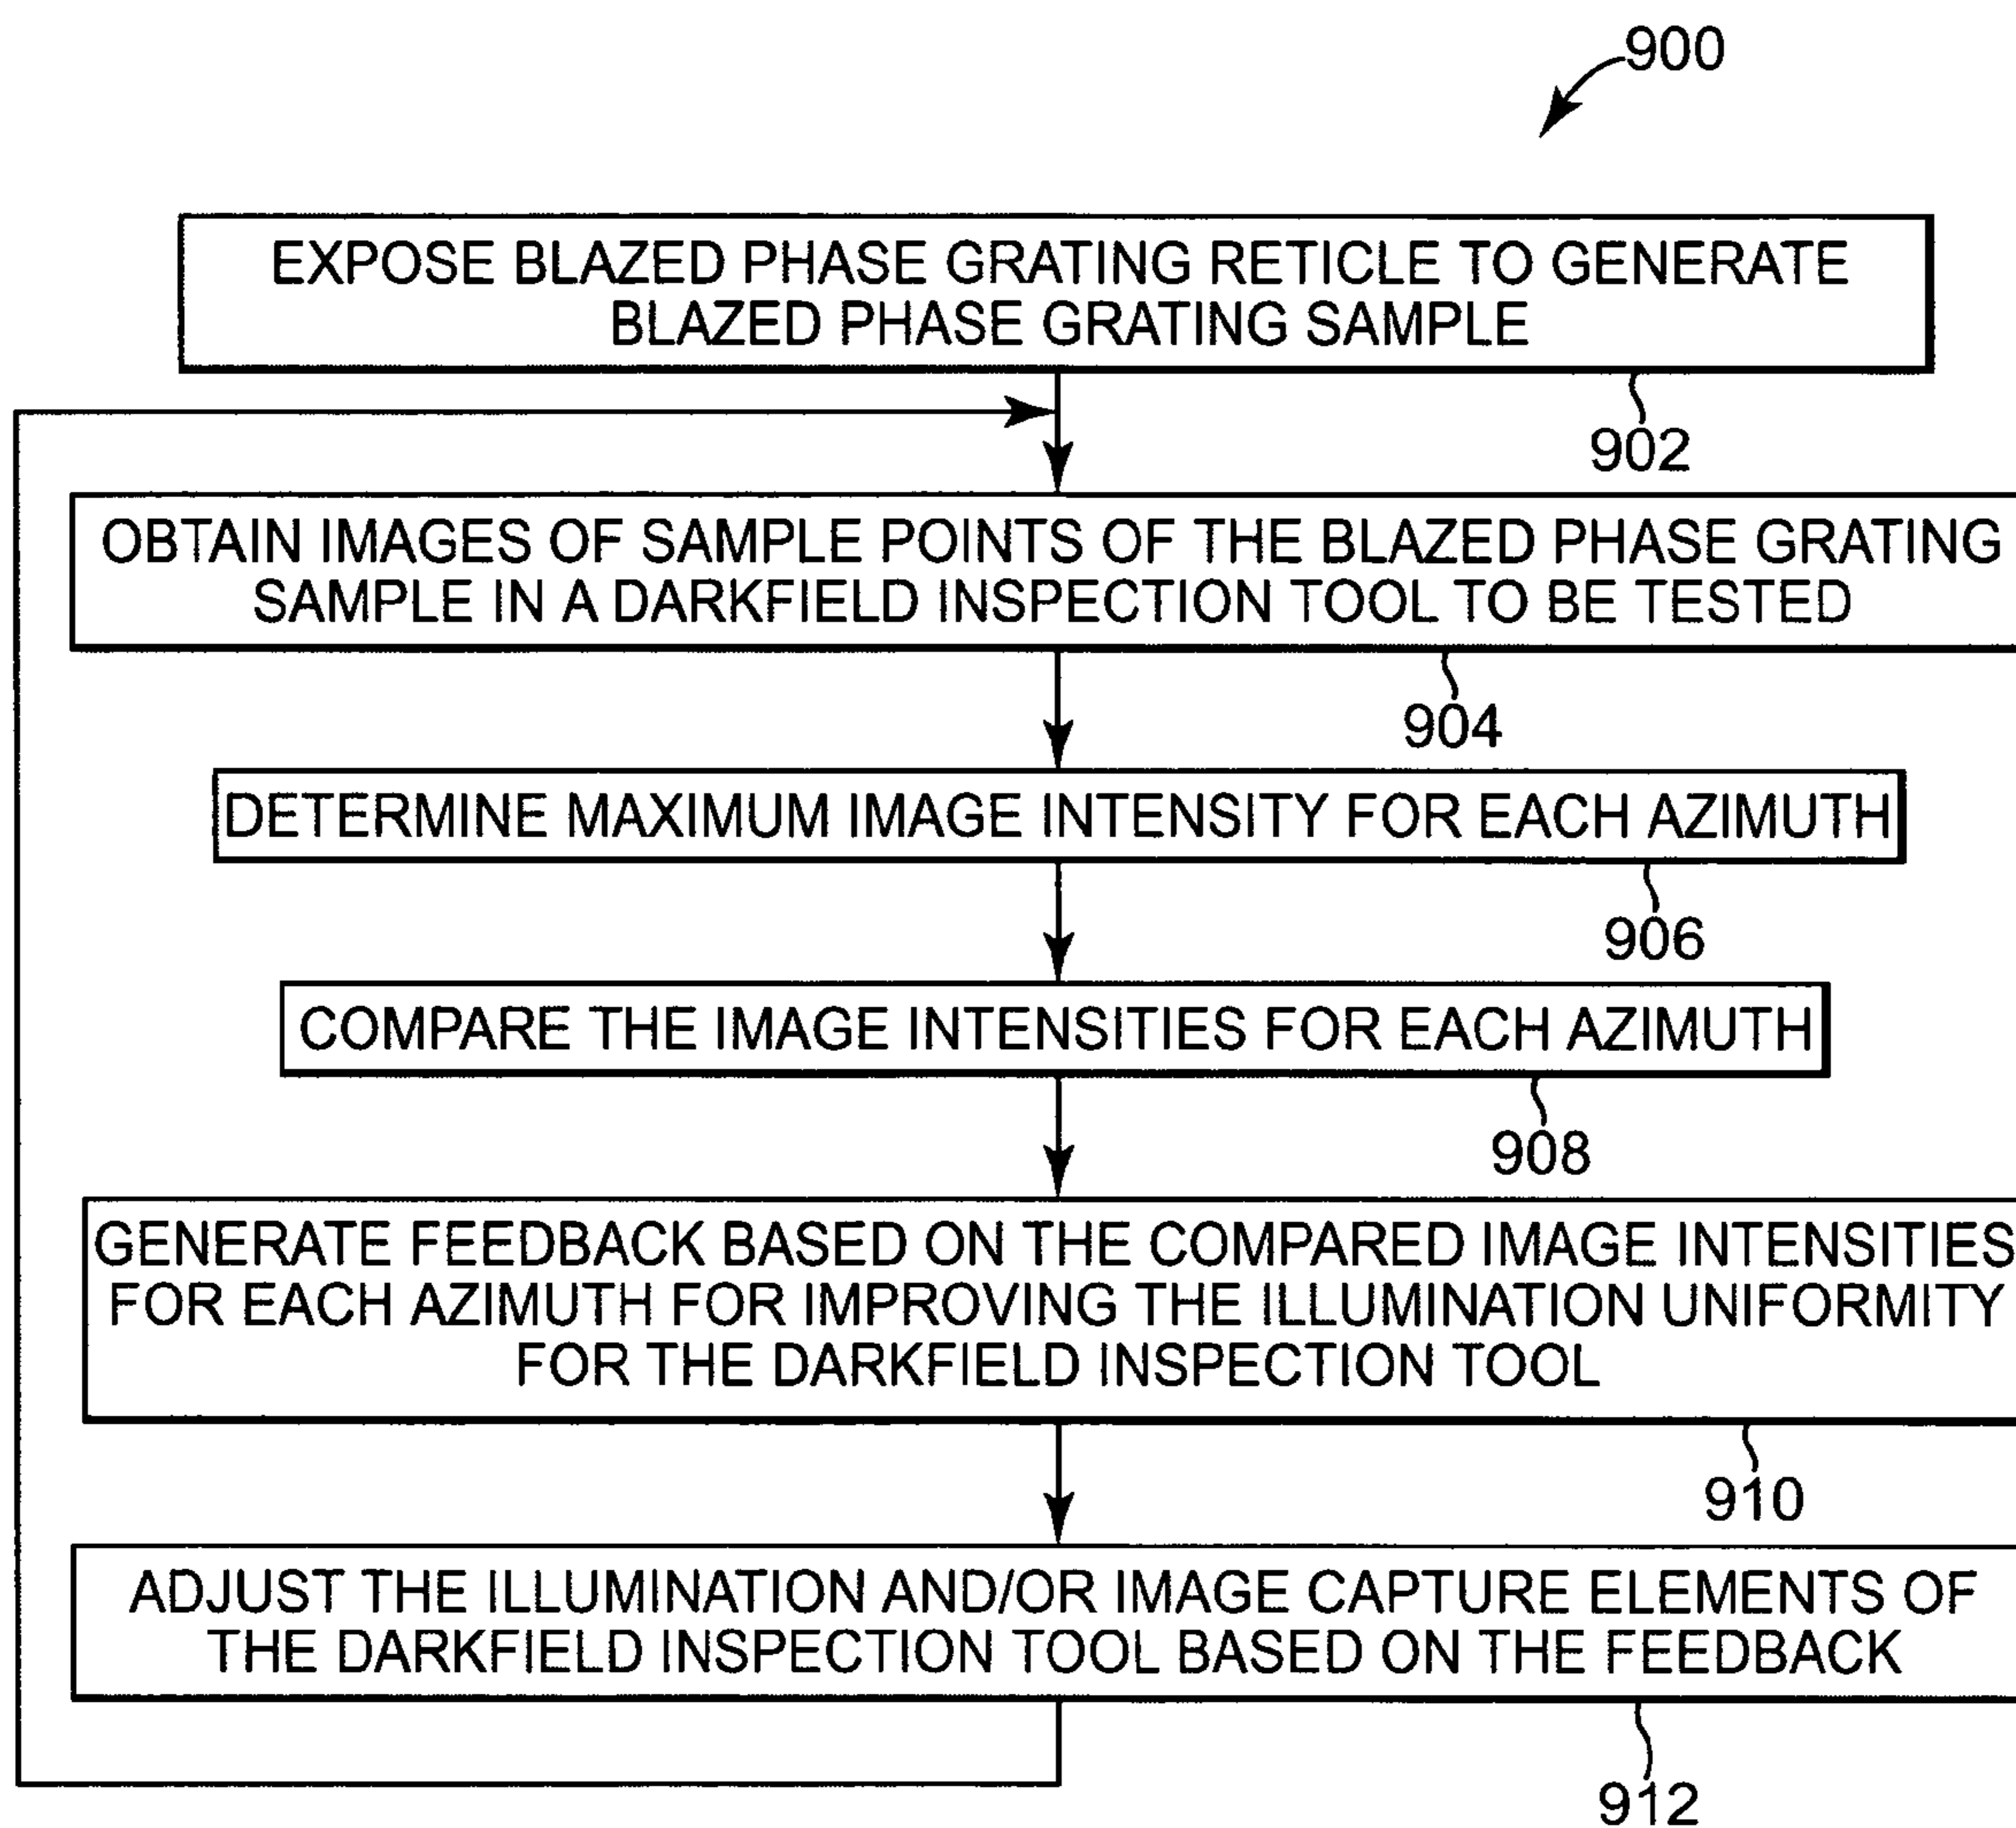 900
EXPOSE BLAZED PHASE GRATING RETICLE TO GENERATE
BLAZED PHASE GRATING SAMPLE
902
OBTAIN IMAGES OF SAMPLE POINTS OF THE BLAZED PHASE GRATING
SAMPLE IN A DARKFIELD INSPECTION TOOL TO BE TESTED
904
DETERMINE MAXIMUM IMAGE INTENSITY FOR EACH AZIMUTH
906
COMPARE THE IMAGE INTENSITIES FOR EACH AZIMUTH
908
GENERATE FEEDBACK BASED ON THE COMPARED IMAGE INTENSITIES
FOR EACH AZIMUTH FOR IMPROVING THE ILLUMINATION UNIFORMITY
FOR THE DARKFIELD INSPECTION TOOL
910
ADJUST THE ILLUMINATION AND/OR IMAGE CAPTURE ELEMENTS OF
THE DARKFIELD INSPECTION TOOL BASED ON THE FEEDBACK
912